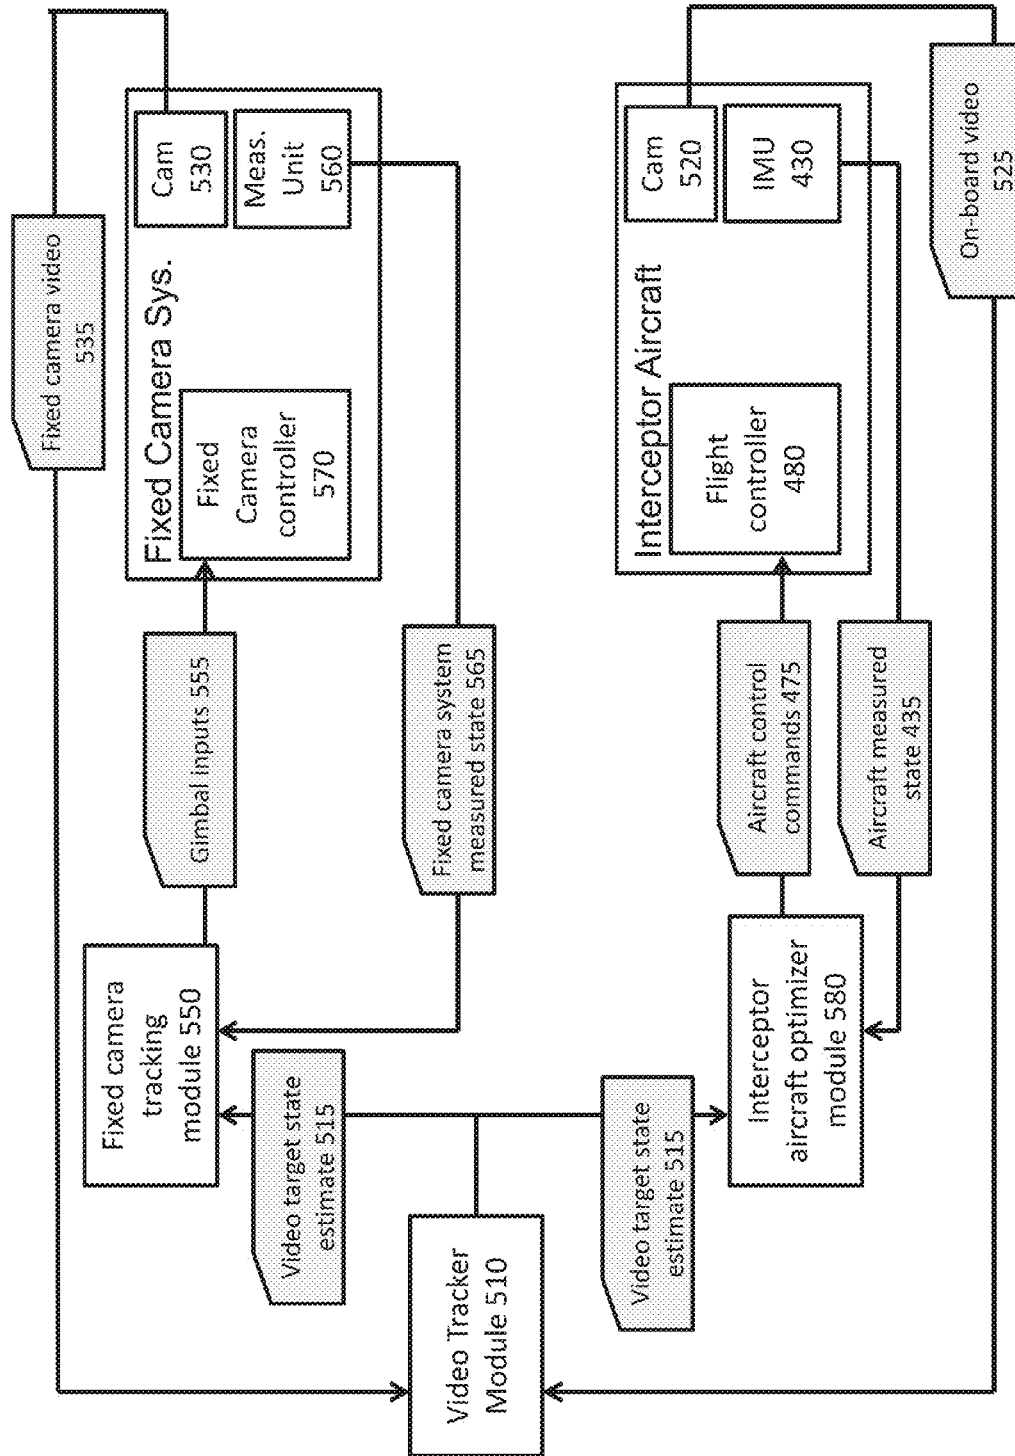 Fixed camera video
535
Cam
530
Meas.
Unit
560
Fixed Camera Sys.
Fixed
Camera
controller
570
Gimbal inputs 555
Fixed camera system
measured state 565
Fixed camera
tracking
module 550
Video target state
estimate 515
Video Tracker
Module 510
Video target state
estimate 515
Interceptor
aircraft optimizer
module 580
Aircraft control
commands 475
Aircraft measured
state 435
Interceptor Aircraft
Flight
controller
480
Cam
520
IMU
430
On-board video
525